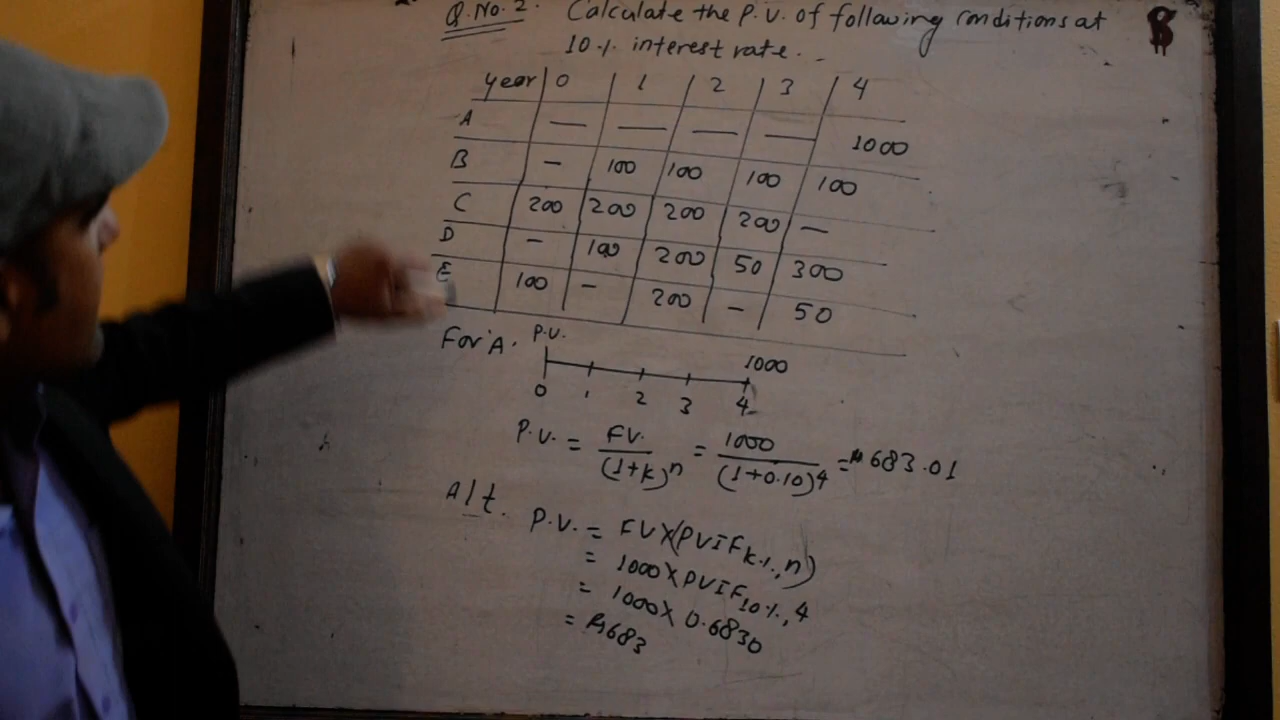 Q.No.2. Calculate the P.V. of following conditions at
10% interest rate.
year 0 1 2 3 4
A — — — — 1000
B — 100 100 100 100
C 200 200 200 200 —
D — 100 200 50 300
E 100 — 200 — 50
For A. P.V. 1000
0 1 2 3 4
P.V. = FV. / (1+k)^n = 1000 / (1+0.10)^4 = Rs 683.01
Alt. P.V. = FV X (PVIF k%, n)
= 1000 X PVIF 10%, 4
= 1000 X 0.6830
= Rs 683